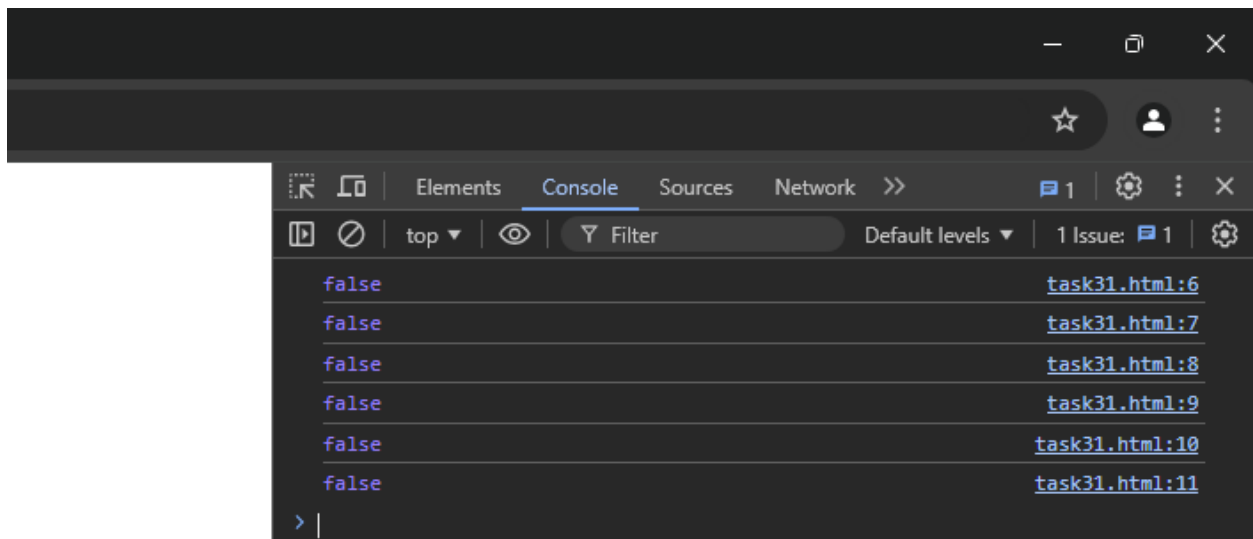 Elements Console Sources Network 1
top Filter Default levels 1 Issue: 1
false task31.html:6
false task31.html:7
false task31.html:8
false task31.html:9
false task31.html:10
false task31.html:11